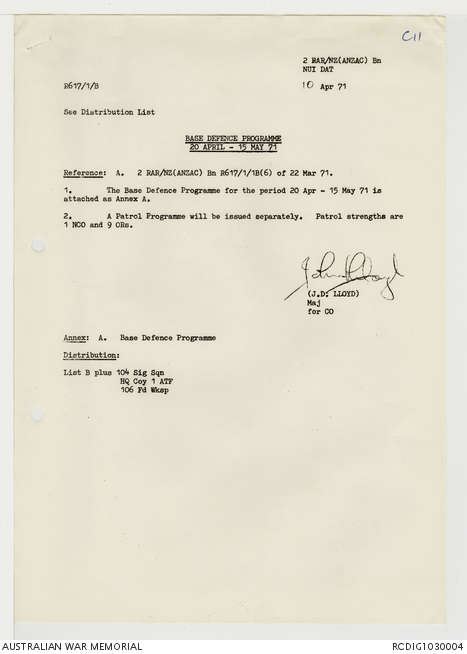 C11
2 RAR/NZ(ANZAC) Bn
NUI DAT
R617/1/B
10 Apr 71
See Distribution List
BASE DEFENCE PROGRAMME
20 APRIL - 15 MAY 71
Reference: A. 2 RAR/NZ(ANZAC) Bn R617/1/1B(6) of 22 Mar 71.
1. The Base Defence Programme for the period 20 Apr - 15 May 71 is
attached as Annex A.
2. A Patrol Programme will be issued separately. Patrol strengths are
1 NCO and 9 ORs.
John D Lloyd
(J.D. LLOYD)
Maj
for CO
Annex: A. Base Defence Programme
Distribution:
List B plus 104 Sig Sqn
HQ Coy 1 ATF
106 Fd Wksp
AUSTRALIAN WAR MEMORIAL
RCDIG1030004